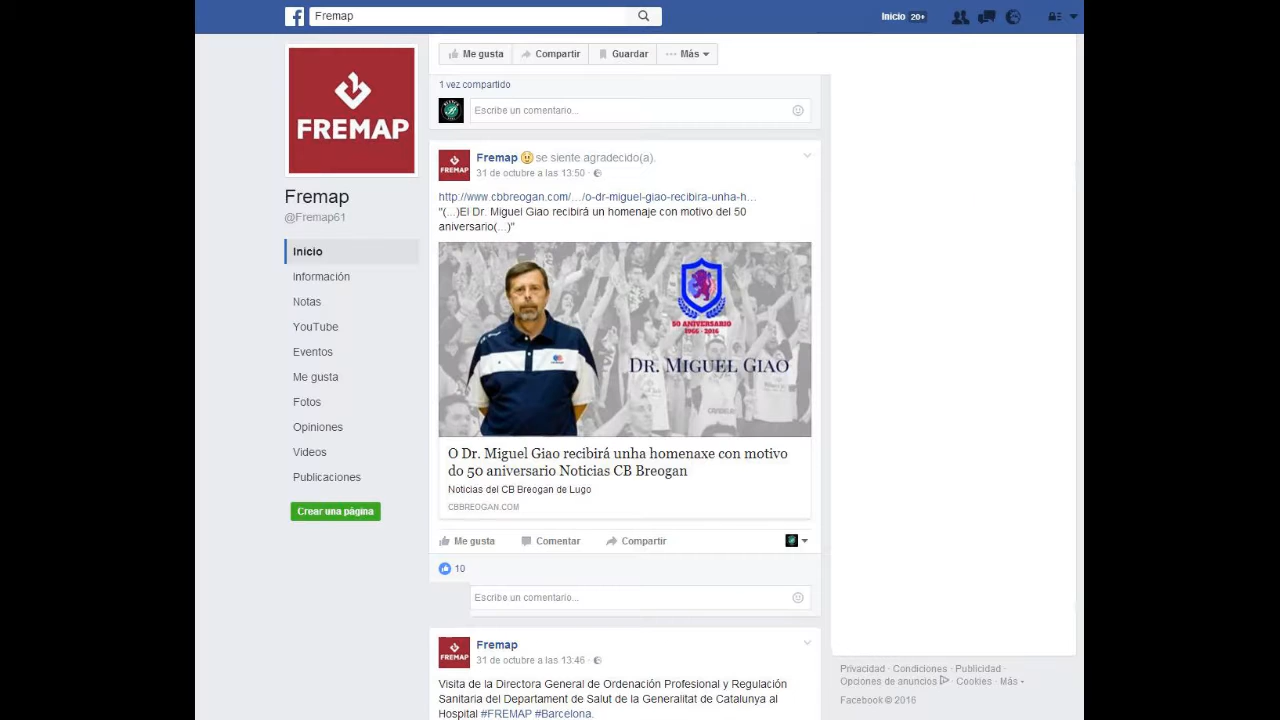 Fremap
Inicio 20+
FREMAP
Fremap
@Fremap61
Inicio
Información
Notas
YouTube
Eventos
Me gusta
Fotos
Opiniones
Videos
Publicaciones
Crear una página
Me gusta Compartir Guardar ··· Más
1 vez compartido
Escribe un comentario...
FREMAP
Fremap se siente agradecido(a).
31 de octubre a las 13:50 ·
http://www.cbbreogan.com/.../o-dr-miguel-giao-recibira-unha-h...
"(...)El Dr. Miguel Giao recibirá un homenaje con motivo del 50
aniversario(...)"
50 ANIVERSARIO
1966 - 2016
DR. MIGUEL GIAO
O Dr. Miguel Giao recibirá unha homenaxe con motivo
do 50 aniversario Noticias CB Breogan
Noticias del CB Breogan de Lugo
CBBREOGAN.COM
Me gusta Comentar Compartir
10
Escribe un comentario...
FREMAP
Fremap
31 de octubre a las 13:46 ·
Visita de la Directora General de Ordenación Profesional y Regulación
Sanitaria del Departament de Salut de la Generalitat de Catalunya al
Hospital #FREMAP #Barcelona.
Privacidad · Condiciones · Publicidad ·
Opciones de anuncios · Cookies · Más
Facebook © 2016